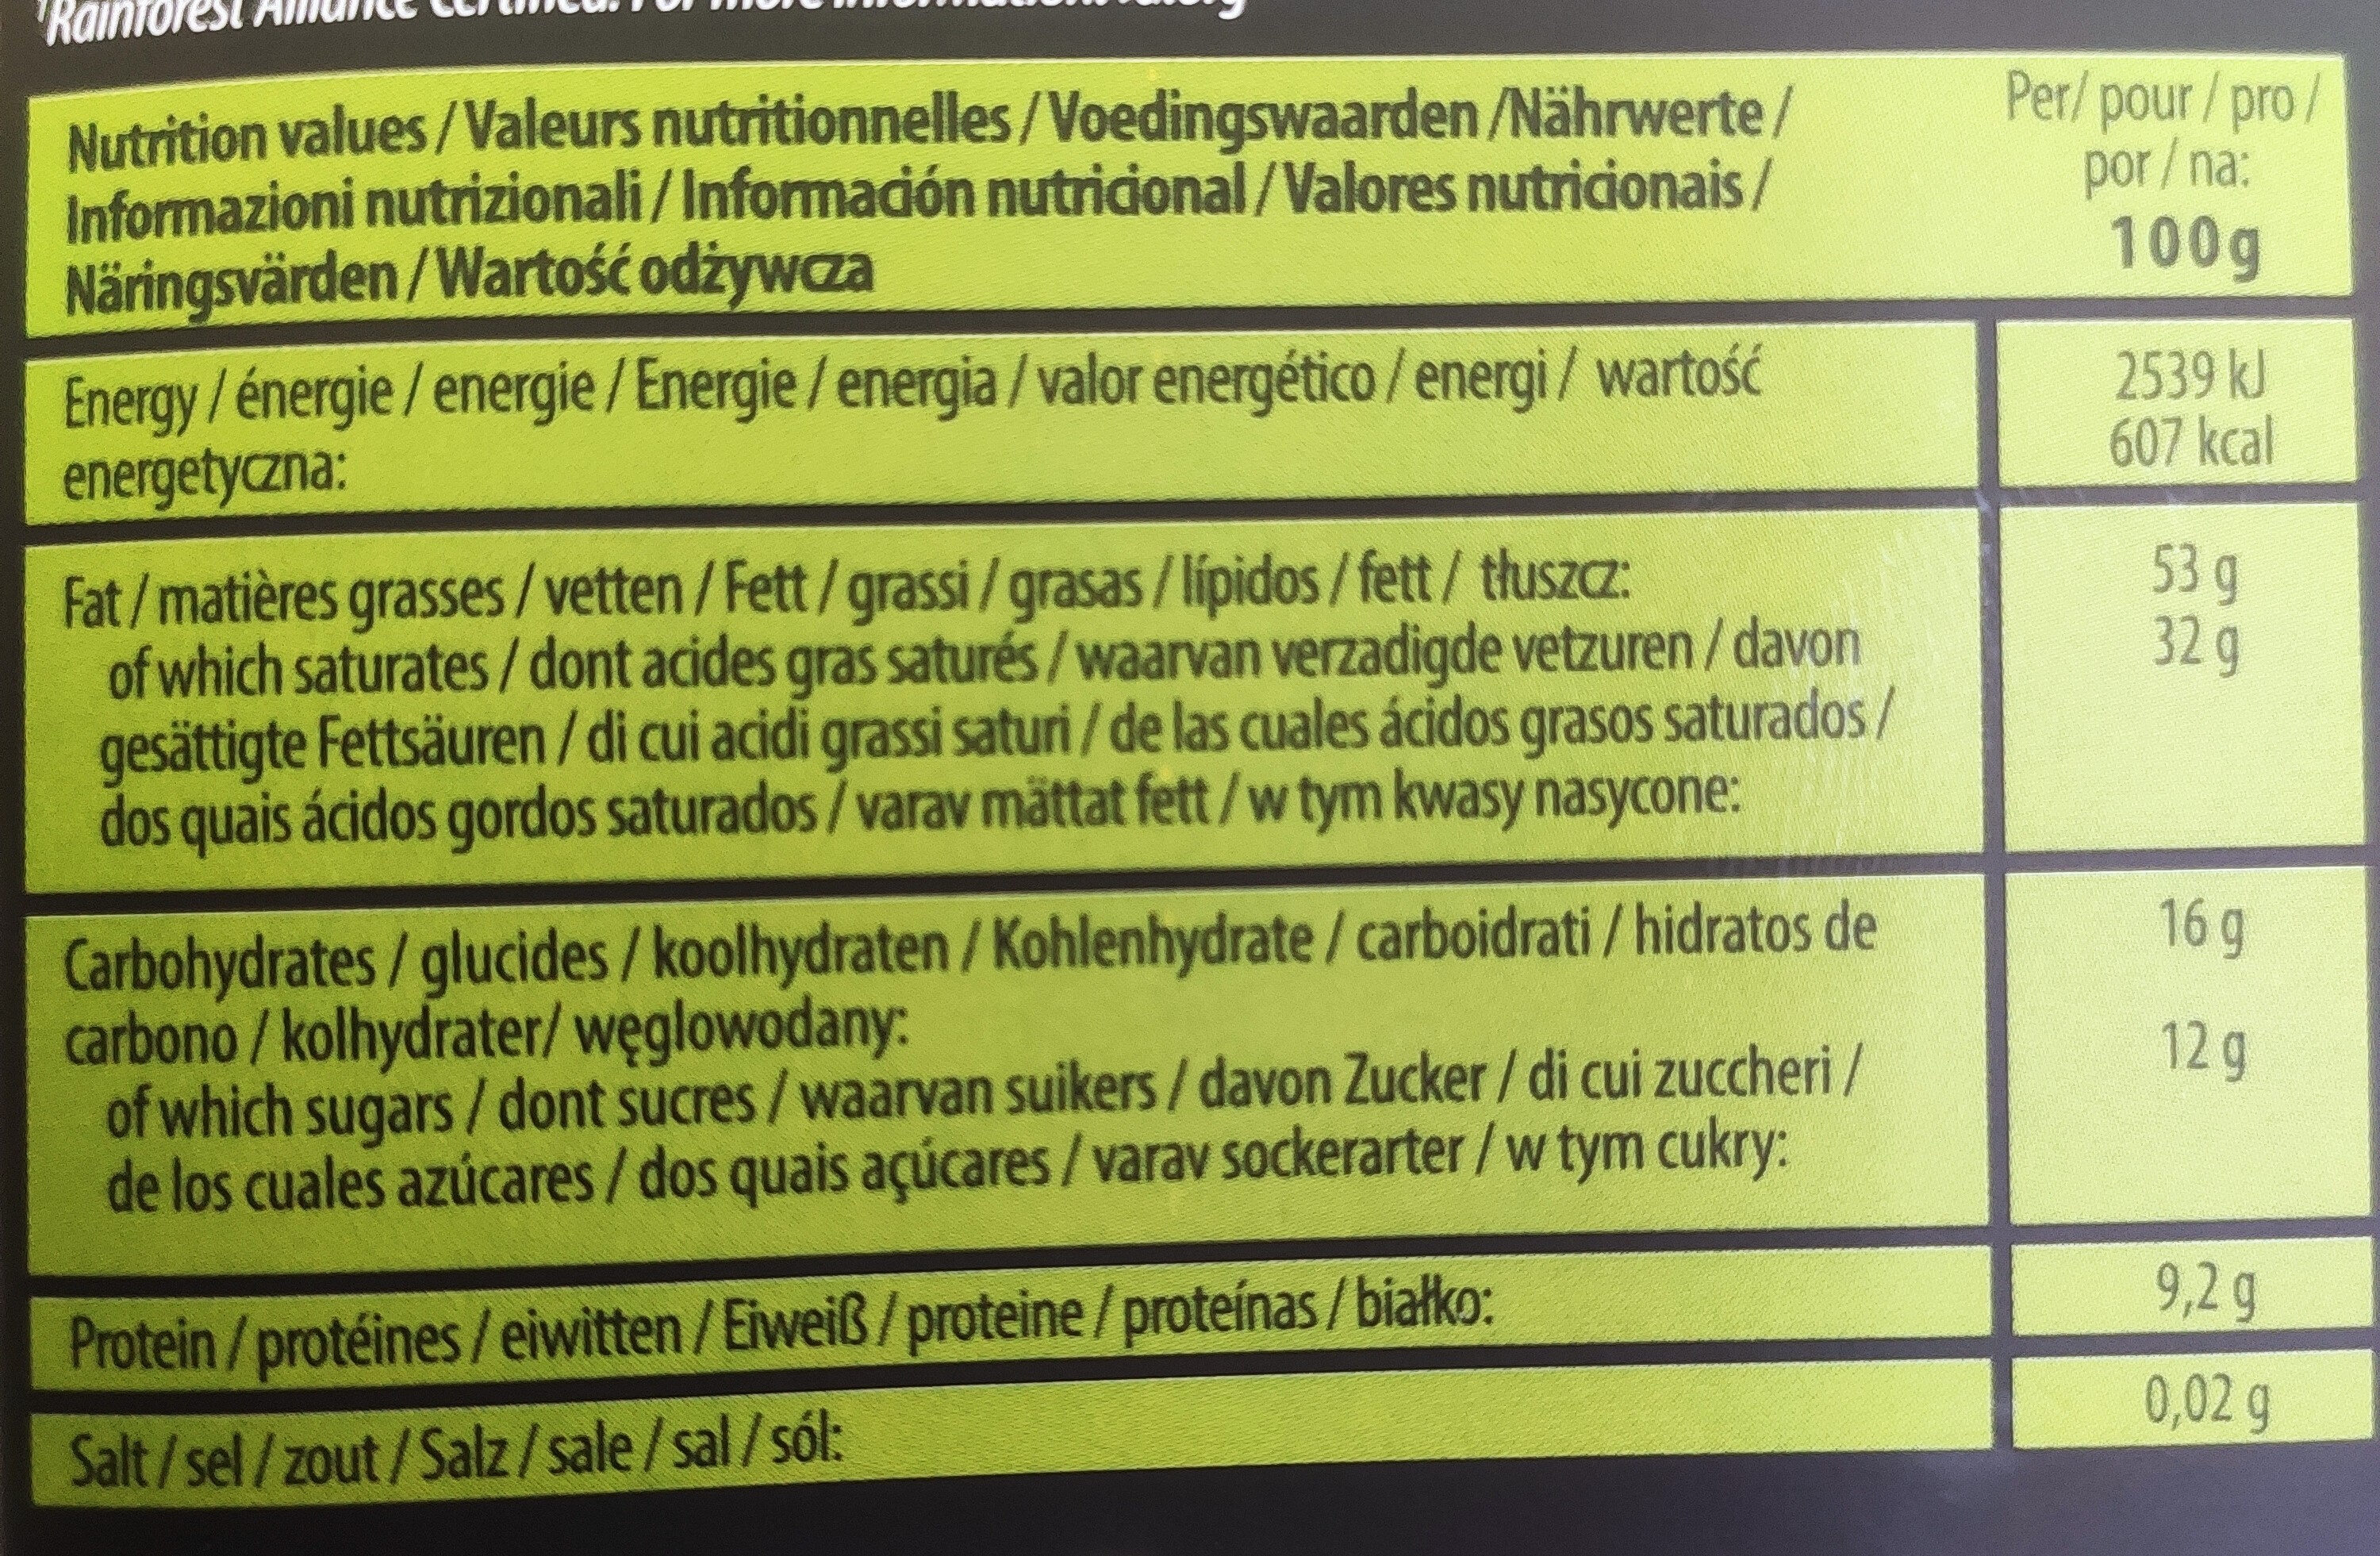 Rainforest Alliance Certified. For more information:
Nutrition values / Valeurs nutritionnelles / Voedingswaarden /Nährwerte /
Informazioni nutrizionali / Información nutricional / Valores nutricionais /
Näringsvärden / Wartość odżywcza
Per/ pour / pro /
por / na:
100g
Energy / énergie / energie / Energie / energia / valor energético / energi / wartość
energetyczna:
2539 kJ
607 kcal
Fat / matières grasses / vetten / Fett / grassi / grasas / lípidos / fett / tłuszcz:
53 g
of which saturates / dont acides gras saturés / waarvan verzadigde vetzuren / davon
32 g
gesättigte Fettsäuren / di cui acidi grassi saturi / de las cuales ácidos grasos saturados /
dos quais ácidos gordos saturados / varav mättat fett / w tym kwasy nasycone:
Carbohydrates / glucides / koolhydraten / Kohlenhydrate / carboidrati / hidratos de
16 g
carbono / kolhydrater/ węglowodany:
of which sugars / dont sucres / waarvan suikers / davon Zucker / di cui zuccheri /
12 g
de los cuales azúcares / dos quais açúcares / varav sockerarter / w tym cukry:
Protein / protéines / eiwitten / Eiweiß / proteine / proteínas / białko:
9,2 g
Salt / sel / zout / Salz / sale / sal / sól:
0,02 g